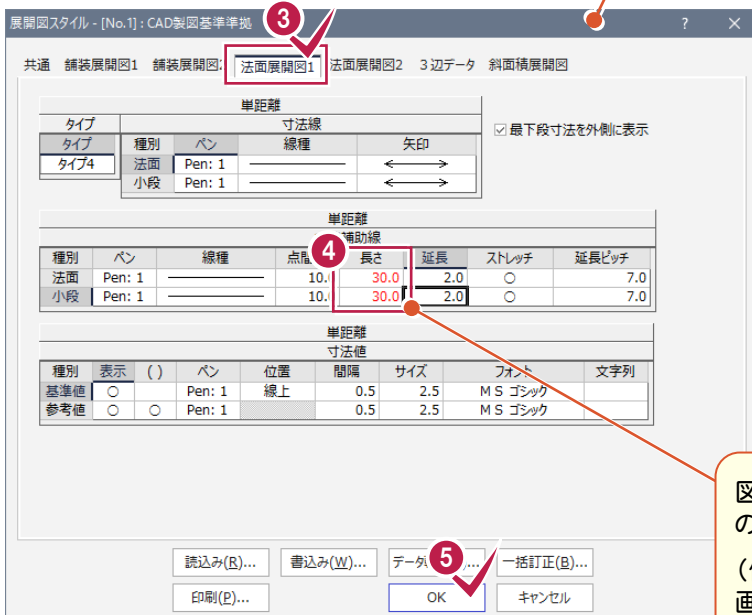 展開図スタイル - [No.1] : CAD製図基準準拠 ? ×
3
共通 舗装展開図1 舗装展開図 法面展開図1 法面展開図2 3辺データ 斜面積展開図
単距離
タイプ 寸法線
タイプ 種別 ペン 線種 矢印
タイプ4 法面 Pen: 1
小段 Pen: 1
☑最下段寸法を外側に表示
単距離
補助線
4
種別 ペン 線種 点間 長さ 延長 ストレッチ 延長ピッチ
法面 Pen: 1 10. 30.0 2.0 ○ 7.0
小段 Pen: 1 10. 30.0 2.0 ○ 7.0
単距離
寸法値
種別 表示 ( ) ペン 位置 間隔 サイズ フォント 文字列
基準値 ○ Pen: 1 線上 0.5 2.5 MS ゴシック
参考値 ○ ○ Pen: 1 0.5 2.5 MS ゴシック
図
の
画
5
読込み(R)... 書込み(W)... データ ... 一括訂正(B)...
印刷(P)... OK キャンセル